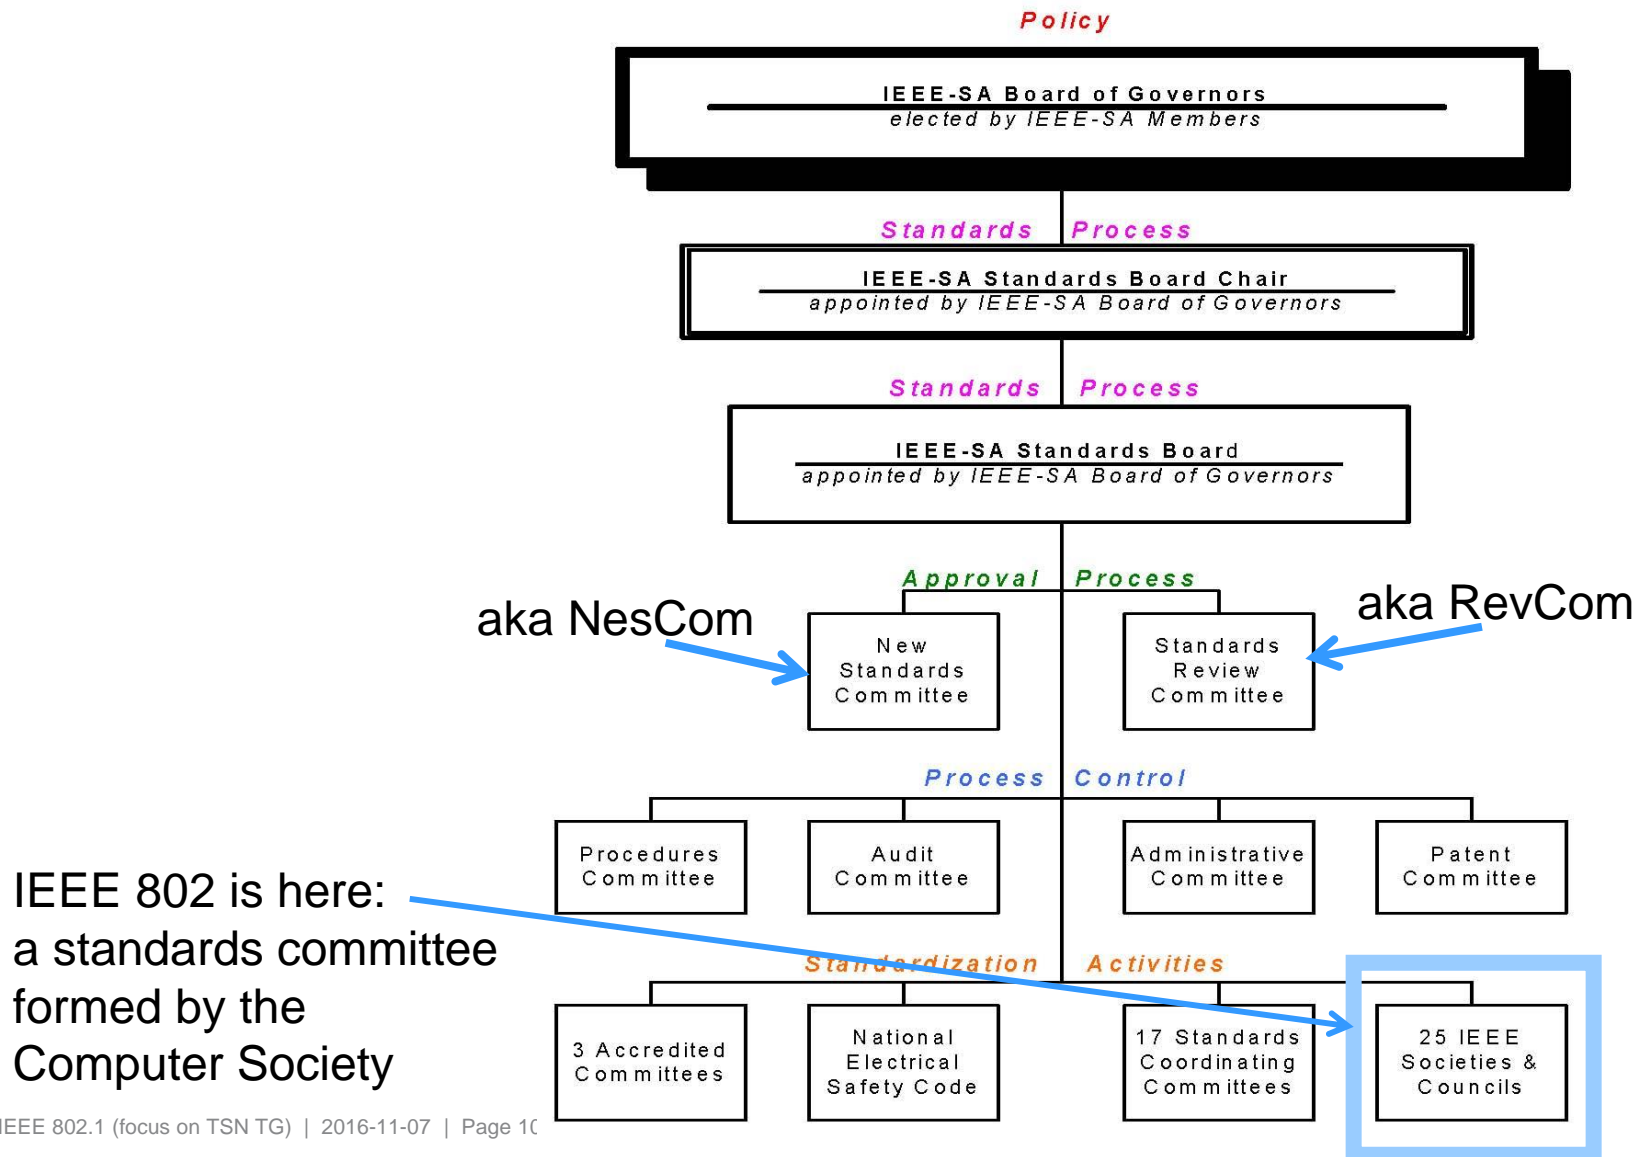 Policy
IEEE-SA Board of Governors
elected by IEEE-SA Members
Standards Process
IEEE-SA Standards Board Chair
appointed by IEEE-SA Board of Governors
Standards Process
IEEE-SA Standards Board
appointed by IEEE-SA Board of Governors
Approval Process
aka NesCom
aka RevCom
New
Standards
Committee
Standards
Review
Committee
Process Control
Procedures
Committee
Audit
Committee
Administrative
Committee
Patent
Committee
IEEE 802 is here:
a standards committee
formed by the
Computer Society
Standardization Activities
3 Accredited
Committees
National
Electrical
Safety Code
17 Standards
Coordinating
Committees
25 IEEE
Societies &
Councils
IEEE 802.1 (focus on TSN TG) | 2016-11-07 | Page 10